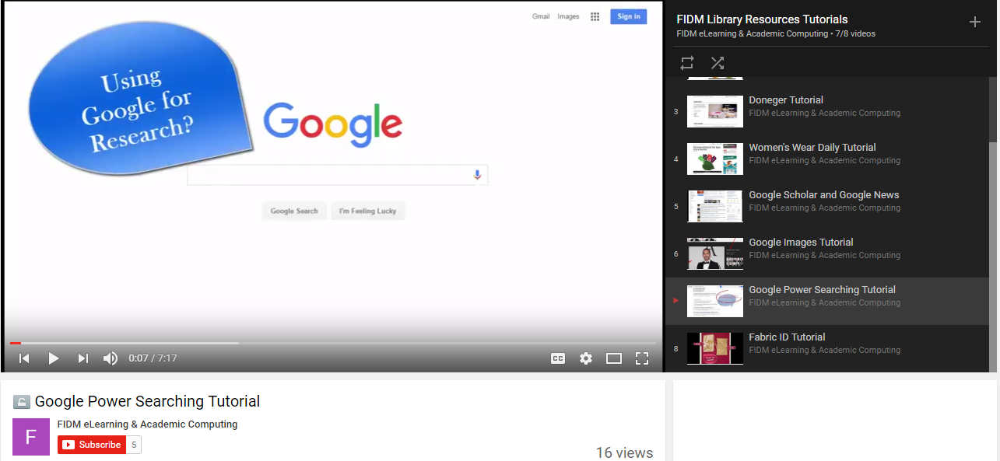 Gmail Images Sign in
Using
Google for
Research?
Google
Google Search I'm Feeling Lucky
0:07 / 7:17
CC
FIDM Library Resources Tutorials
FIDM eLearning & Academic Computing • 7/8 videos
3
Doneger Tutorial
FIDM eLearning & Academic Computing
4
Women's Wear Daily Tutorial
FIDM eLearning & Academic Computing
5
Google Scholar and Google News
FIDM eLearning & Academic Computing
6
Google Images Tutorial
FIDM eLearning & Academic Computing
Google Power Searching Tutorial
FIDM eLearning & Academic Computing
8
Fabric ID Tutorial
FIDM eLearning & Academic Computing
Google Power Searching Tutorial
F
FIDM eLearning & Academic Computing
Subscribe 5
16 views